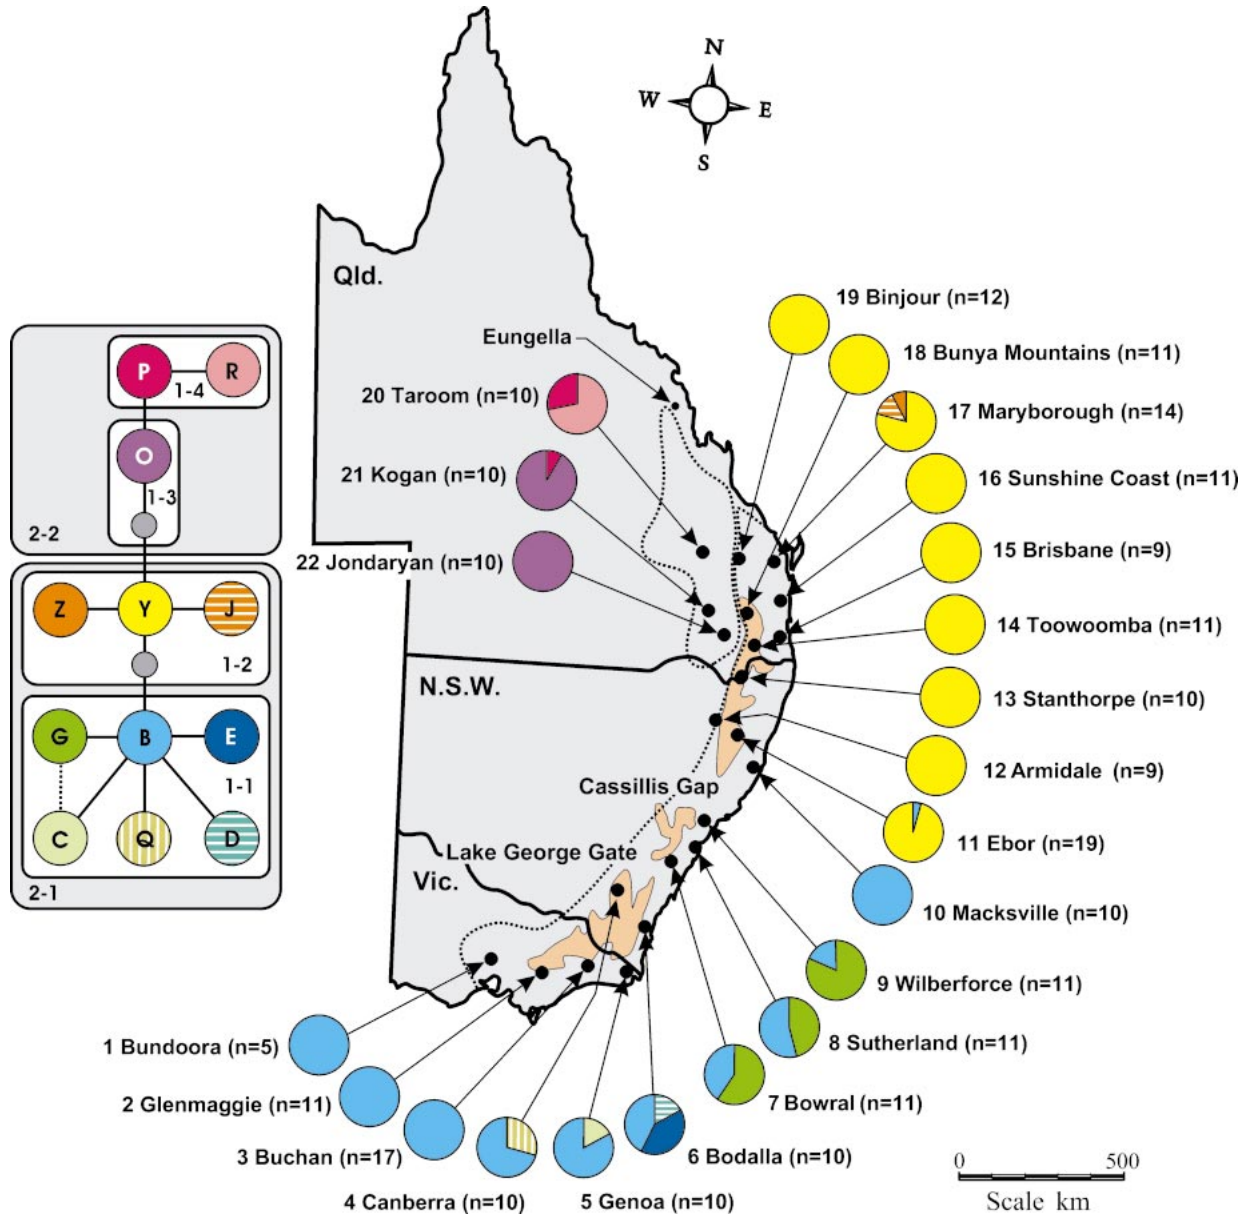 N
W
E
S
Qld.
Eungella
19 Binjour (n=12)
18 Bunya Mountains (n=11)
17 Maryborough (n=14)
16 Sunshine Coast (n=11)
15 Brisbane (n=9)
14 Toowoomba (n=11)
13 Stanthorpe (n=10)
12 Armidale (n=9)
11 Ebor (n=19)
10 Macksville (n=10)
9 Wilberforce (n=11)
8 Sutherland (n=11)
7 Bowral (n=11)
6 Bodalla (n=10)
5 Genoa (n=10)
4 Canberra (n=10)
3 Buchan (n=17)
2 Glenmaggie (n=11)
1 Bundoora (n=5)
20 Taroom (n=10)
21 Kogan (n=10)
22 Jondaryan (n=10)
N.S.W.
Cassillis Gap
Lake George Gate
Vic.
P
R
1-4
O
1-3
2-2
Z
Y
J
1-2
G
B
E
1-1
C
Q
D
2-1
0
500
Scale km